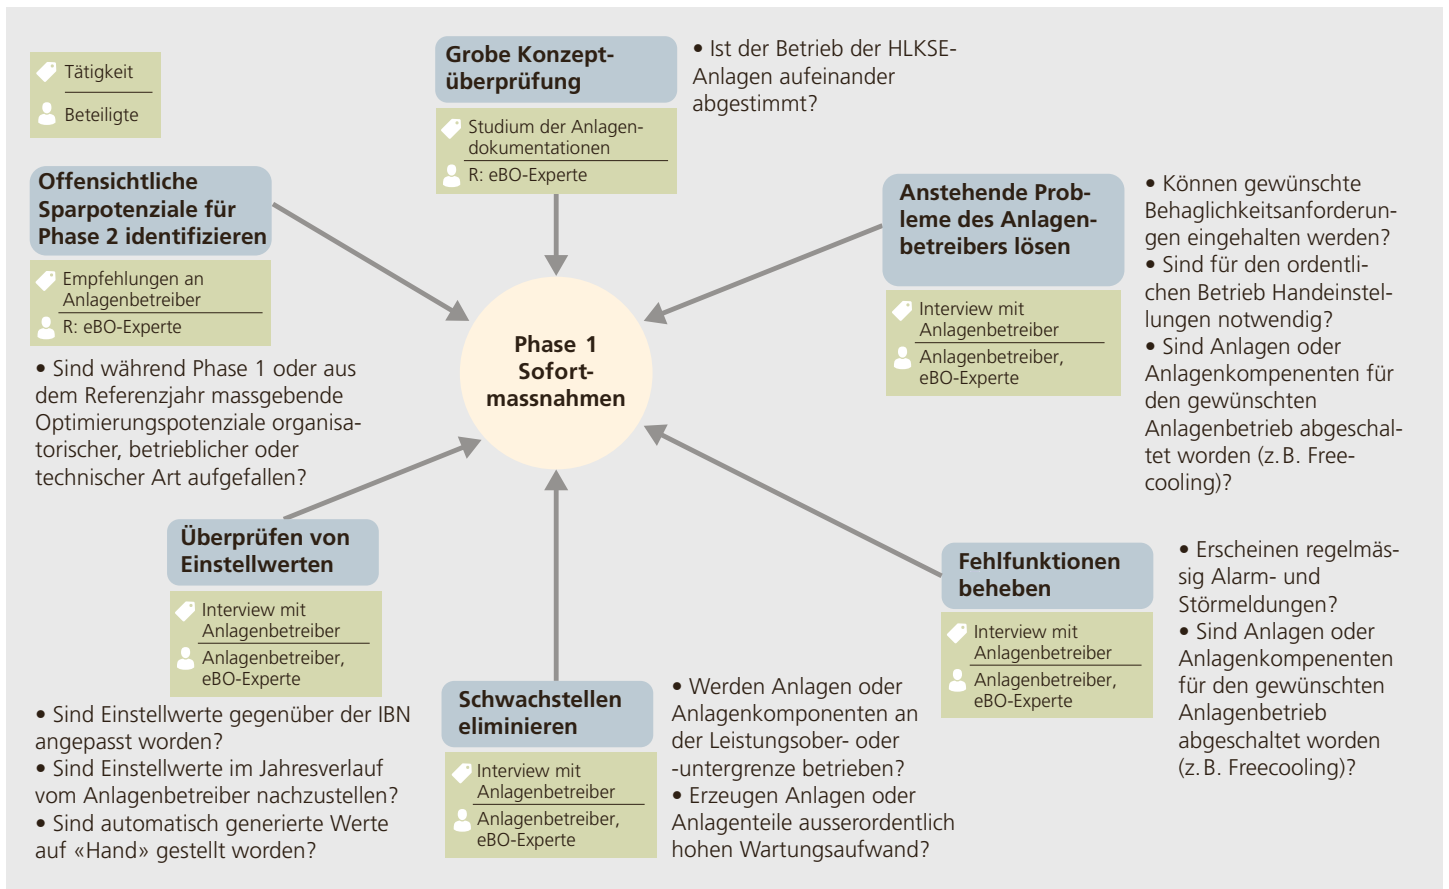 Tätigkeit
Beteiligte
Grobe Konzept-
überprüfung
Studium der Anlagen-
dokumentationen
R: eBO-Experte
• Ist der Betrieb der HLKSE-
Anlagen aufeinander
abgestimmt?
Offensichtliche
Sparpotenziale für
Phase 2 identifizieren
Empfehlungen an
Anlagenbetreiber
R: eBO-Experte
• Sind während Phase 1 oder aus
dem Referenzjahr massgebende
Optimierungspotenziale organisa-
torischer, betrieblicher oder
technischer Art aufgefallen?
Anstehende Prob-
leme des Anlagen-
betreibers lösen
Interview mit
Anlagenbetreiber
Anlagenbetreiber,
eBO-Experte
• Können gewünschte
Behaglichkeitsanforderun-
gen eingehalten werden?
• Sind für den ordentli-
chen Betrieb Handeinstel-
lungen notwendig?
• Sind Anlagen oder
Anlagenkompenenten für
den gewünschten
Anlagenbetrieb abgeschal-
tet worden (z. B. Free-
cooling)?
Phase 1
Sofort-
massnahmen
Überprüfen von
Einstellwerten
Interview mit
Anlagenbetreiber
Anlagenbetreiber,
eBO-Experte
• Sind Einstellwerte gegenüber der IBN
angepasst worden?
• Sind Einstellwerte im Jahresverlauf
vom Anlagenbetreiber nachzustellen?
• Sind automatisch generierte Werte
auf «Hand» gestellt worden?
Schwachstellen
eliminieren
Interview mit
Anlagenbetreiber
Anlagenbetreiber,
eBO-Experte
• Werden Anlagen oder
Anlagenkomponenten an
der Leistungsober- oder
-untergrenze betrieben?
• Erzeugen Anlagen oder
Anlagenteile ausserordentlich
hohen Wartungsaufwand?
Fehlfunktionen
beheben
Interview mit
Anlagenbetreiber
Anlagenbetreiber,
eBO-Experte
• Erscheinen regelmäs-
sig Alarm- und
Störmeldungen?
• Sind Anlagen oder
Anlagenkompenenten
für den gewünschten
Anlagenbetrieb
abgeschaltet worden
(z. B. Freecooling)?